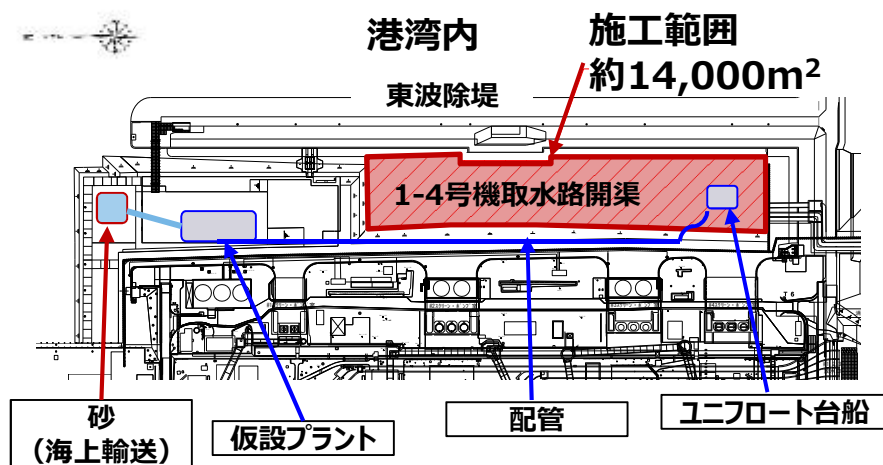 港湾内
施工範囲
約14,000m²
東波除堤
1-4号機取水路開渠
砂
（海上輸送）
仮設プラント
配管
ユニフロート台船